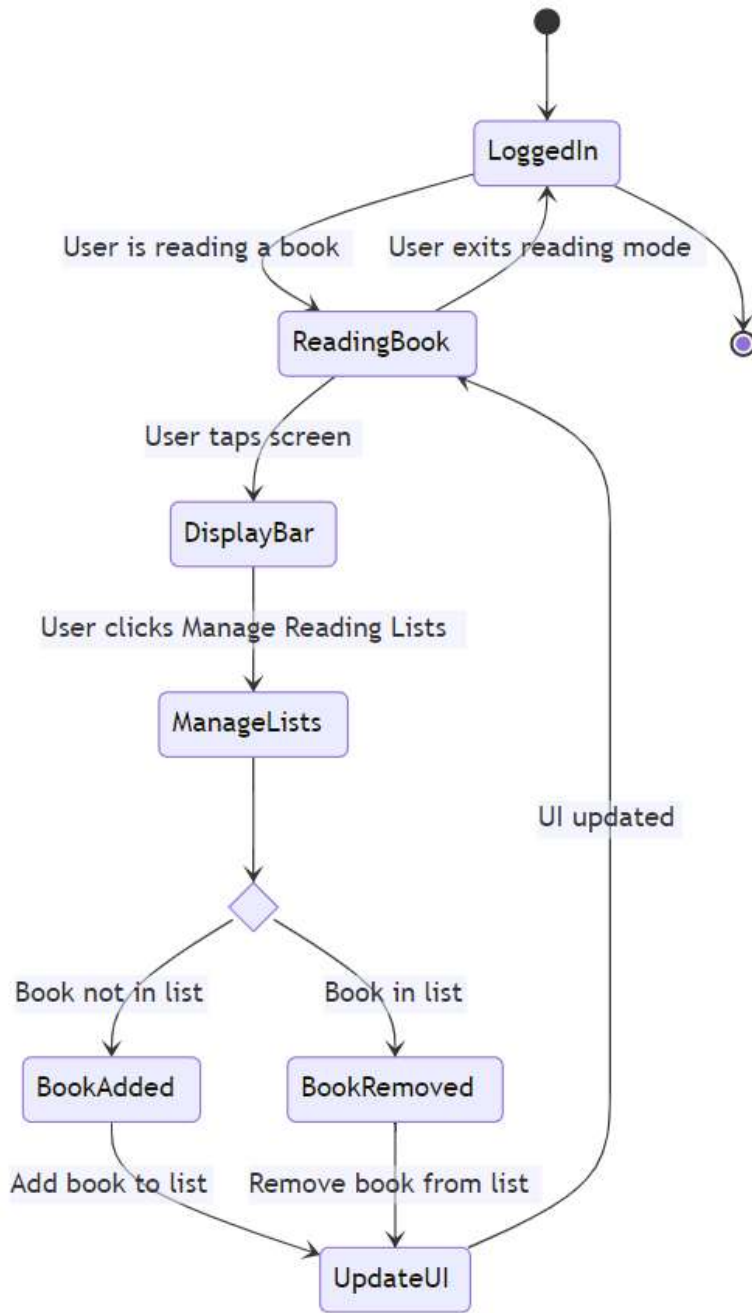 LoggedIn
User is reading a book
User exits reading mode
ReadingBook
User taps screen
DisplayBar
User clicks Manage Reading Lists
ManageLists
UI updated
Book not in list
Book in list
BookAdded
BookRemoved
Add book to list
Remove book from list
UpdateUI